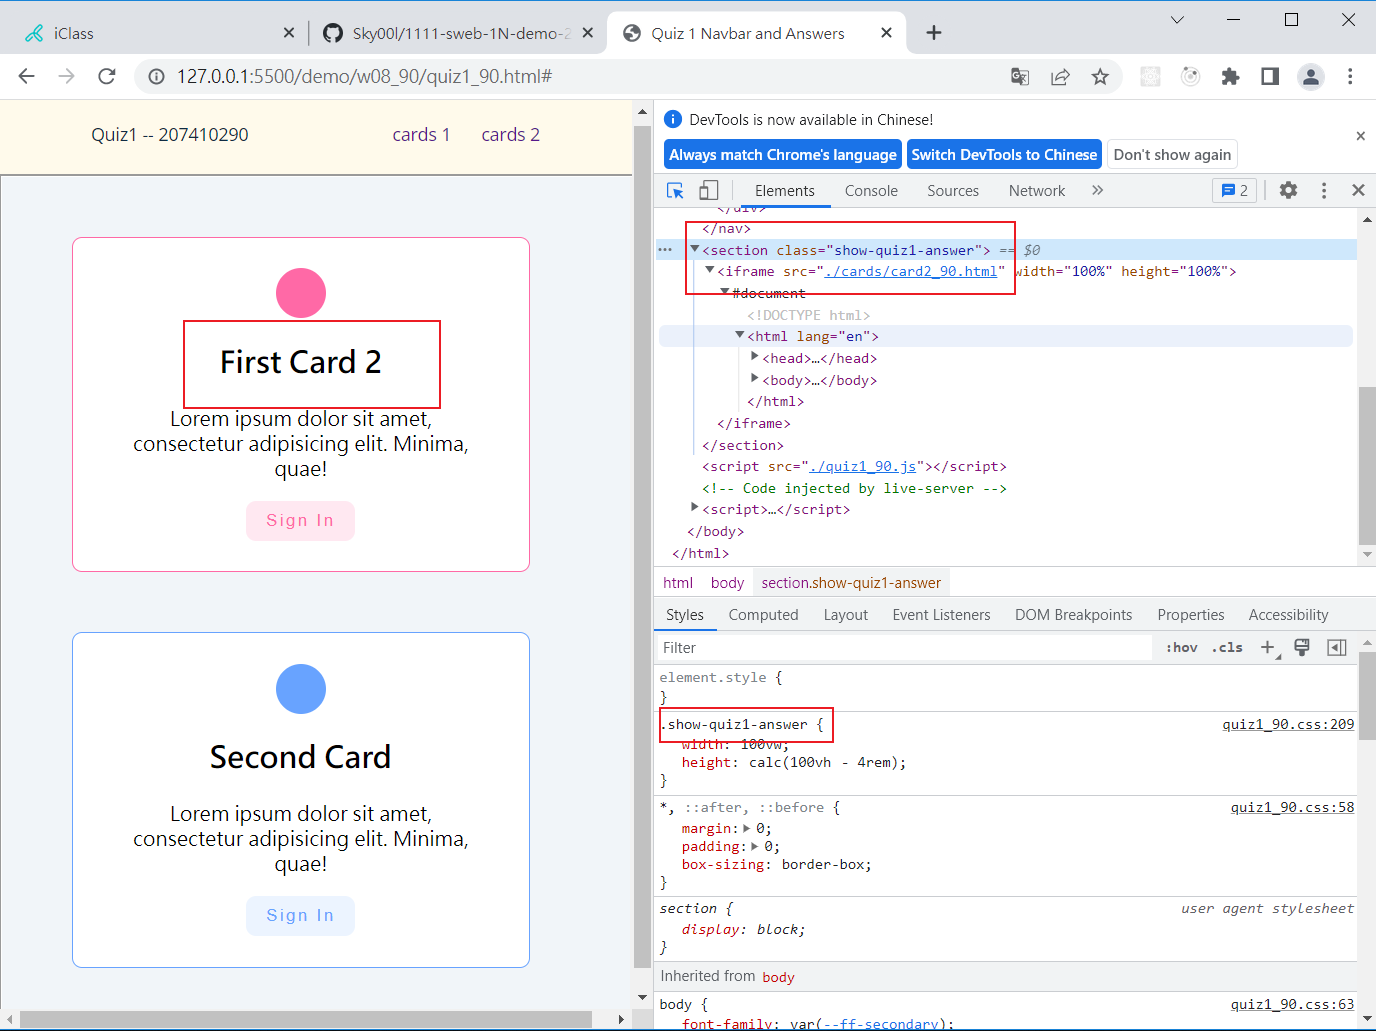 iClass
Sky00l/1111-sweb-1N-demo-2
Quiz 1 Navbar and Answers
127.0.0.1:5500/demo/w08_90/quiz1_90.html#
Quiz1 -- 207410290
cards 1
cards 2
First Card 2
Lorem ipsum dolor sit amet,
consectetur adipisicing elit. Minima,
quae!
Sign In
Second Card
Lorem ipsum dolor sit amet,
consectetur adipisicing elit. Minima,
quae!
Sign In
DevTools is now available in Chinese!
Always match Chrome's language
Switch DevTools to Chinese
Don't show again
Elements
Console
Sources
Network
2
</div>
</nav>
<section class="show-quiz1-answer"> == $0
<iframe src="./cards/card2_90.html" width="100%" height="100%">
#document
<!DOCTYPE html>
<html lang="en">
<head>…</head>
<body>…</body>
</html>
</iframe>
</section>
<script src="./quiz1_90.js"></script>
<!-- Code injected by live-server -->
<script>…</script>
</body>
</html>
html
body
section.show-quiz1-answer
Styles
Computed
Layout
Event Listeners
DOM Breakpoints
Properties
Accessibility
Filter
:hov
.cls
element.style {
}
.show-quiz1-answer {
quiz1_90.css:209
width: 100vw;
height: calc(100vh - 4rem);
}
*, ::after, ::before {
quiz1_90.css:58
margin: 0;
padding: 0;
box-sizing: border-box;
}
section {
user agent stylesheet
display: block;
}
Inherited from body
body {
quiz1_90.css:63
font-family: var(--ff-secondary);